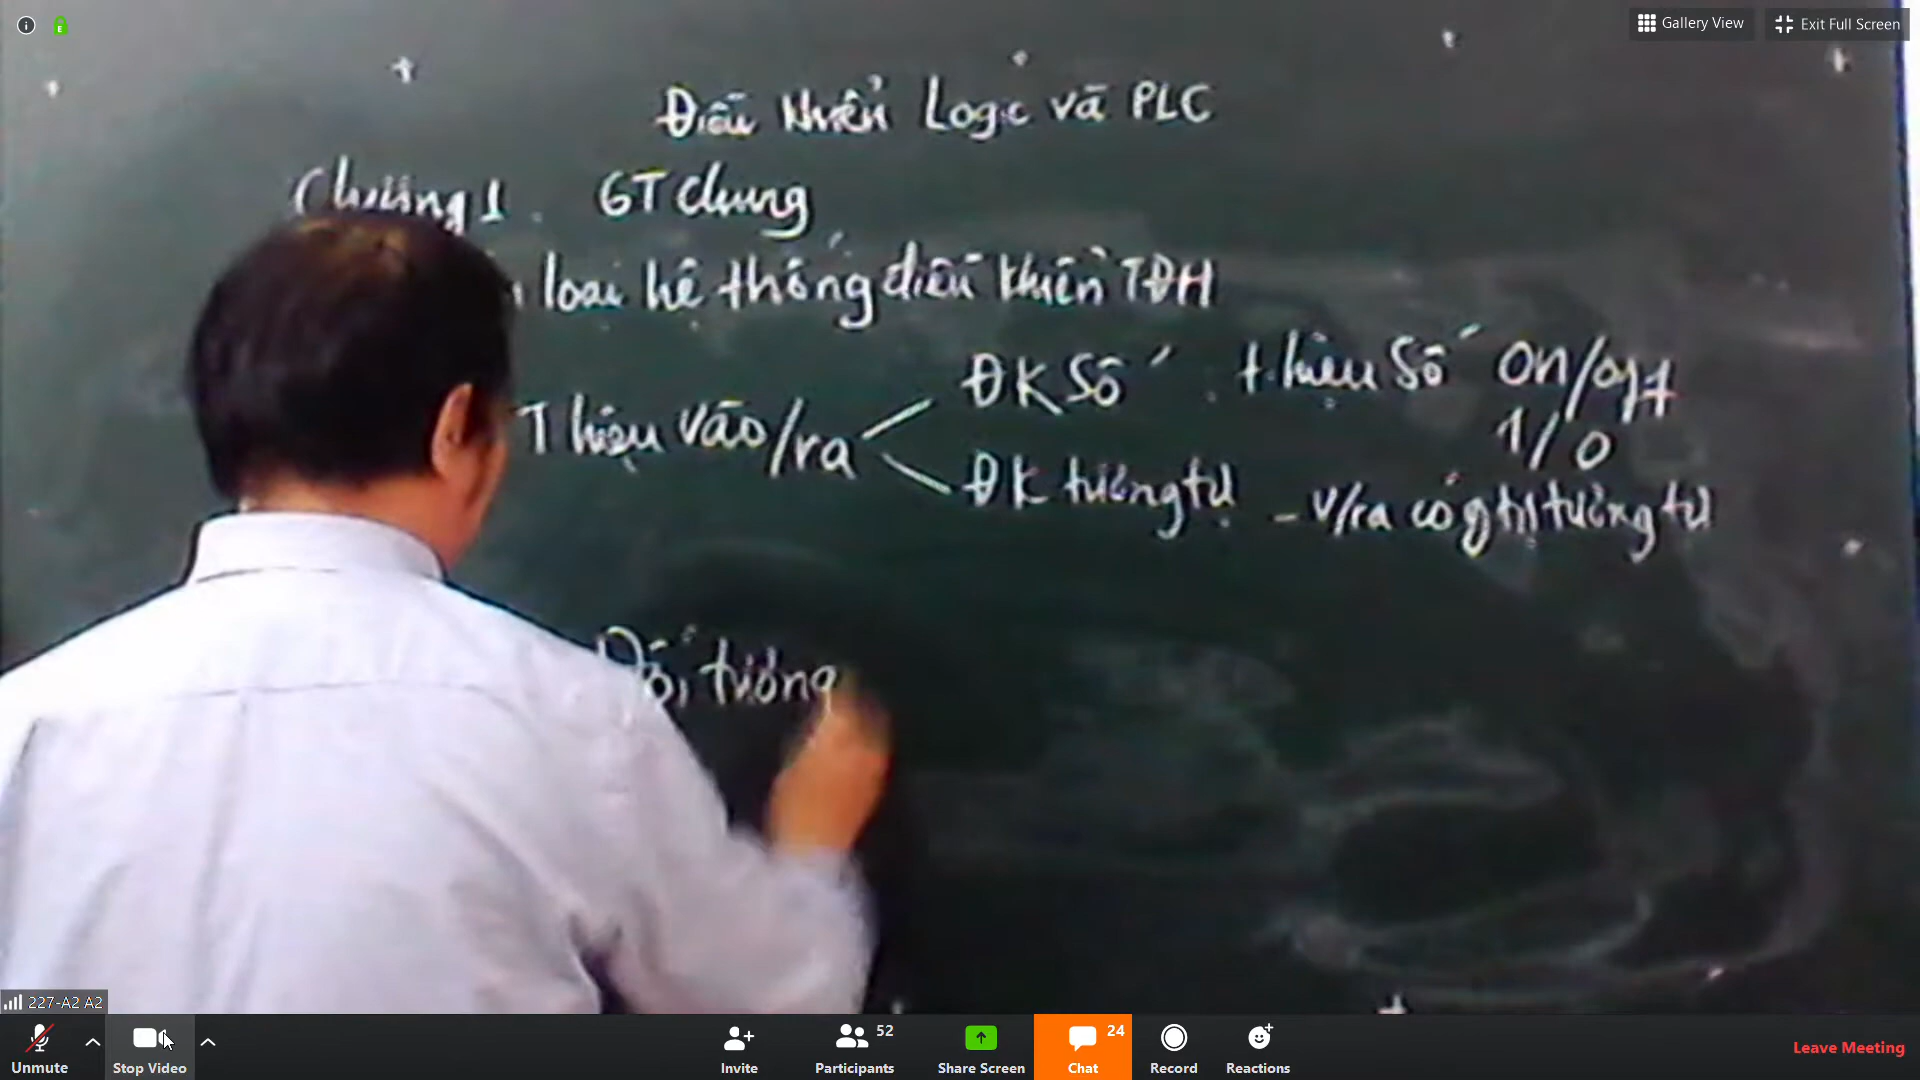 Gallery View
Exit Full Screen
Điều khiển Logic và PLC
Chương 1. GT chung
loại hệ thống điều khiển TĐH
ĐK Số . t.hiệu Số on/off
T hiệu vào/ra
1/0
ĐK tương tự - v/ra có gtrị tương tự
Đối tượng
227-A2 A2
Unmute
Stop Video
Invite
Participants 52
Share Screen
Chat 24
Record
Reactions
Leave Meeting